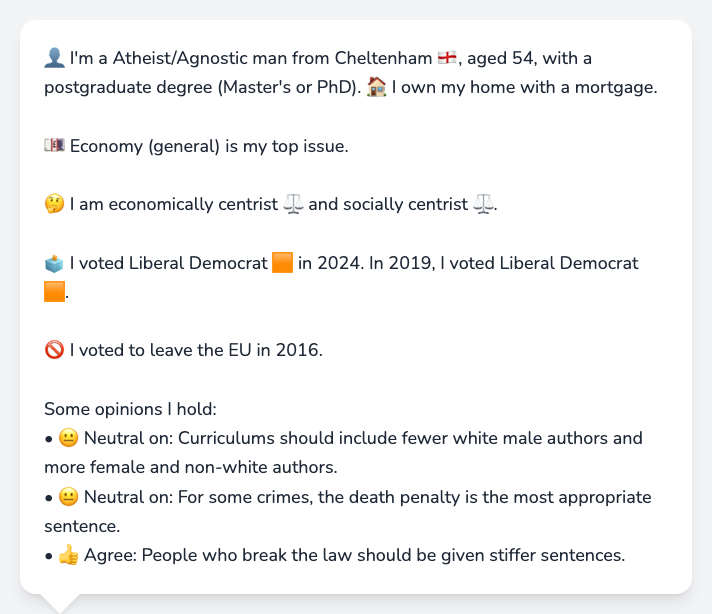 👤 I'm a Atheist/Agnostic man from Cheltenham 🏴󠁧󠁢󠁥󠁮󠁧󠁿, aged 54, with a
postgraduate degree (Master's or PhD). 🏠 I own my home with a mortgage.
💷 Economy (general) is my top issue.
🤔 I am economically centrist ⚖️ and socially centrist ⚖️.
🗳️ I voted Liberal Democrat 🟧 in 2024. In 2019, I voted Liberal Democrat
🟧.
🚫 I voted to leave the EU in 2016.
Some opinions I hold:
• 😐 Neutral on: Curriculums should include fewer white male authors and
more female and non-white authors.
• 😐 Neutral on: For some crimes, the death penalty is the most appropriate
sentence.
• 👍 Agree: People who break the law should be given stiffer sentences.